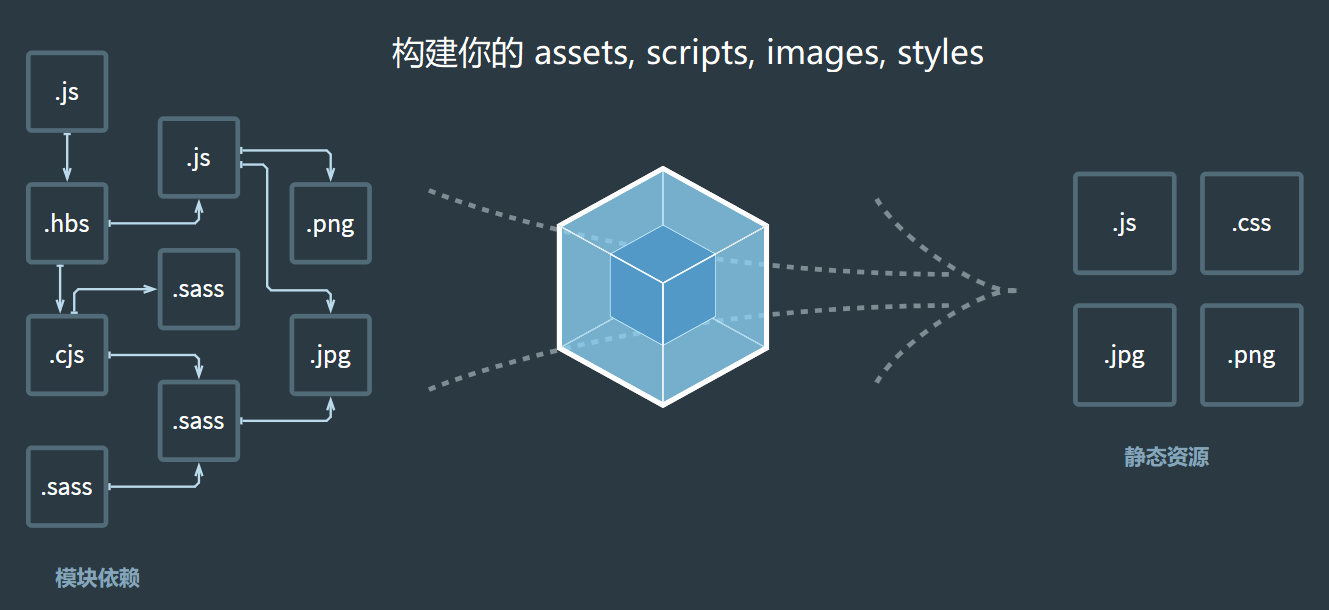 构建你的 assets, scripts, images, styles
.js
.js
.hbs
.png
.sass
.cjs
.jpg
.sass
.sass
模块依赖
.js
.css
.jpg
.png
静态资源